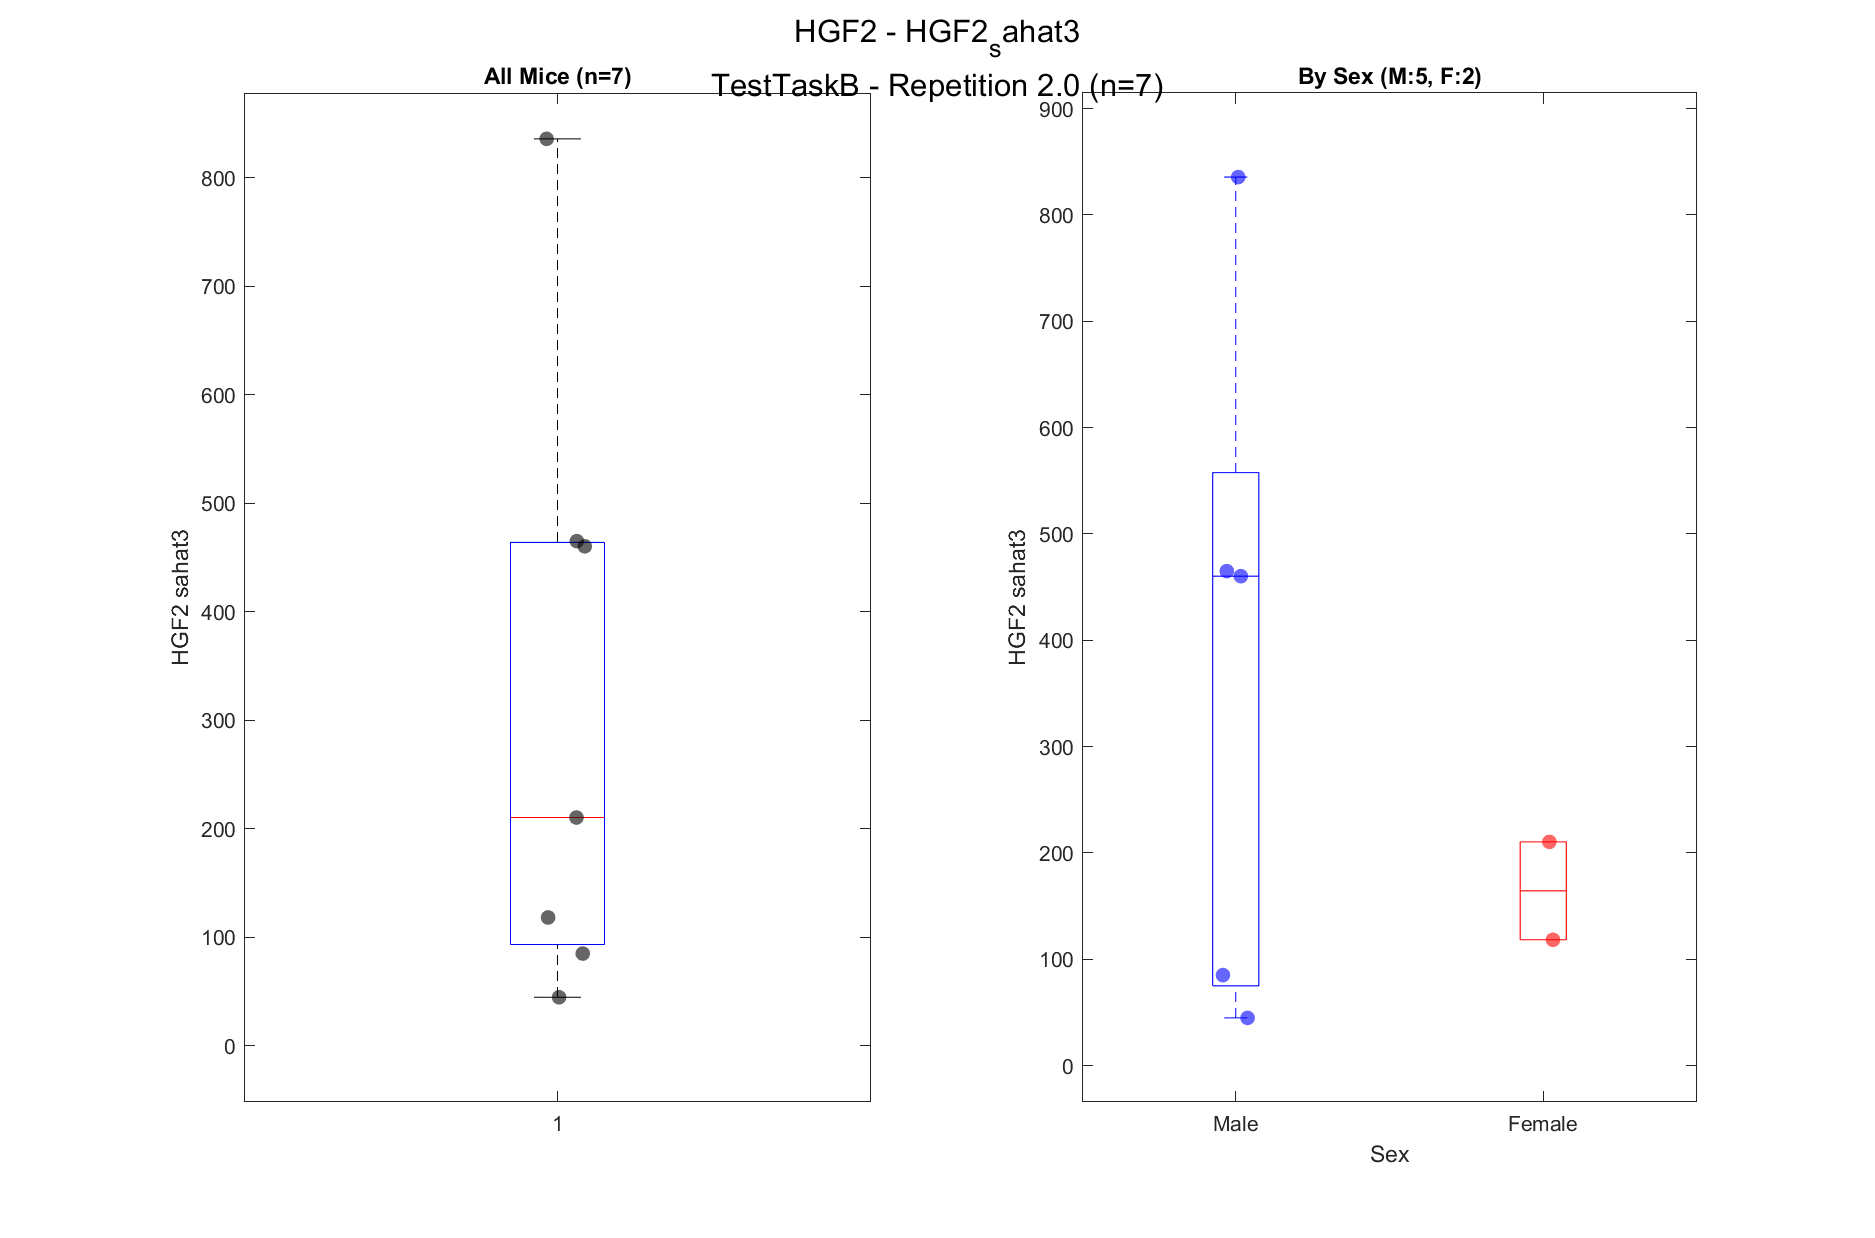 HGF2 - HGF2sahat3
TestTaskB - Repetition 2.0 (n=7)
All Mice (n=7)
HGF2 sahat3
800
700
600
500
400
300
200
100
0
1
By Sex (M:5, F:2)
HGF2 sahat3
900
800
700
600
500
400
300
200
100
0
Male Female
Sex